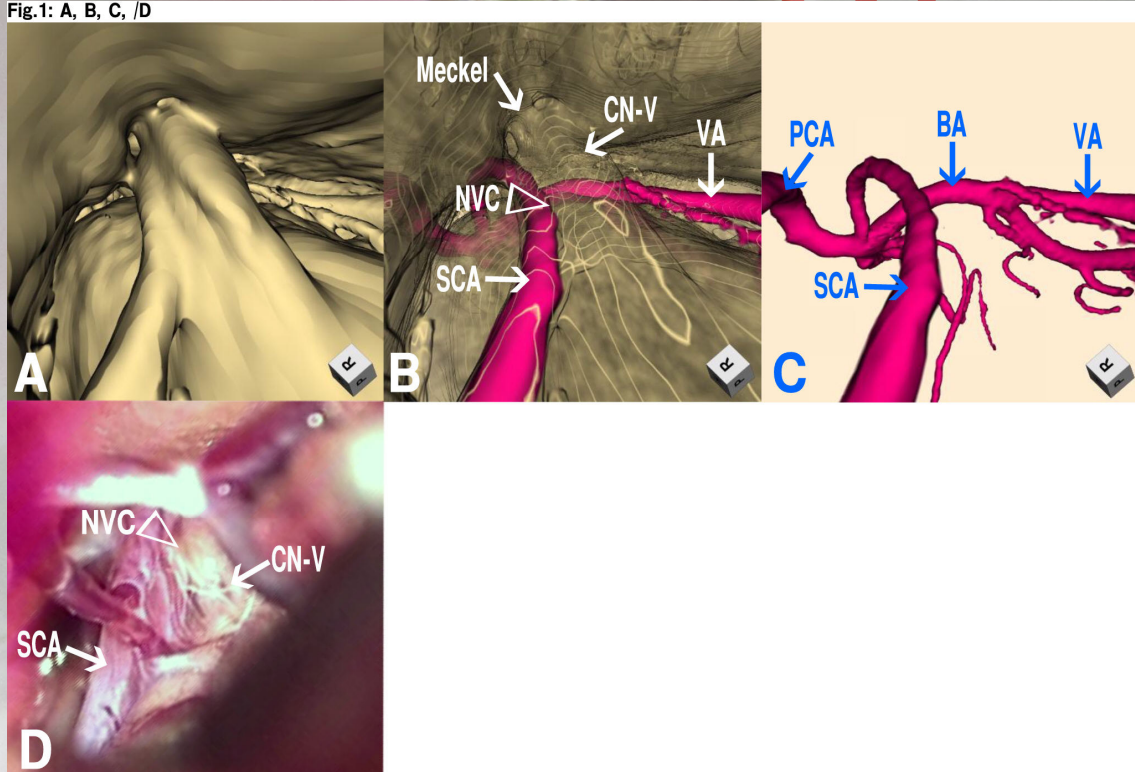 Fig.1: A, B, C, /D
A
R
P
Meckel
CN-V
VA
NVC
SCA
B
R
P
PCA
BA
VA
SCA
C
R
P
NVC
CN-V
SCA
D